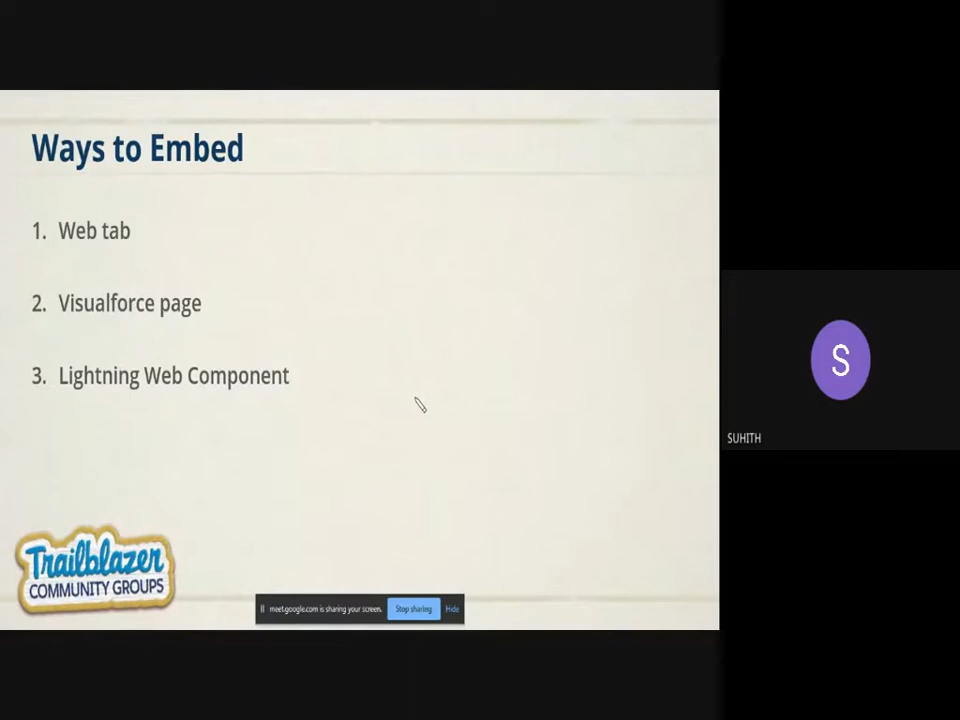 Ways to Embed
1. Web tab
2. Visualforce page
3. Lightning Web Component
S
SUHITH
Trailblazer
COMMUNITY GROUPS
meet.google.com is sharing your screen. Stop sharing Hide